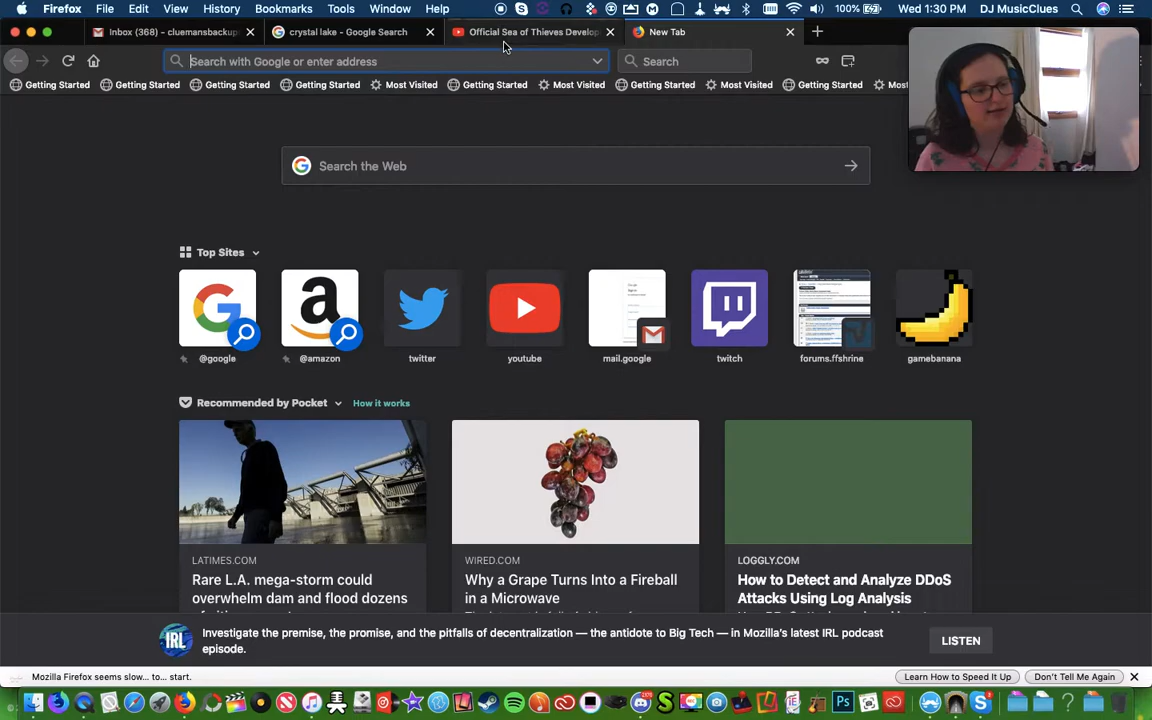 Firefox File Edit View History Bookmarks Tools Window Help 100% Wed 1:30 PM DJ MusicClues
Inbox (368) - cluemansbackup
crystal lake - Google Search
Official Sea of Thieves Develop
New Tab
Search with Google or enter address
Search
Getting Started Getting Started Getting Started Getting Started Most Visited Getting Started Most Visited Getting Started Most Visited Getting Started
Search the Web
Top Sites
@google @amazon twitter youtube mail.google twitch forums.ffshrine gamebanana
Recommended by Pocket How it works
LATIMES.COM
Rare L.A. mega-storm could
overwhelm dam and flood dozens
WIRED.COM
Why a Grape Turns Into a Fireball
in a Microwave
LOGGLY.COM
How to Detect and Analyze DDoS
Attacks Using Log Analysis
IRL
Investigate the premise, the promise, and the pitfalls of decentralization — the antidote to Big Tech — in Mozilla's latest IRL podcast
episode.
LISTEN
Mozilla Firefox seems slow... to... start.
Learn How to Speed It Up
Don't Tell Me Again